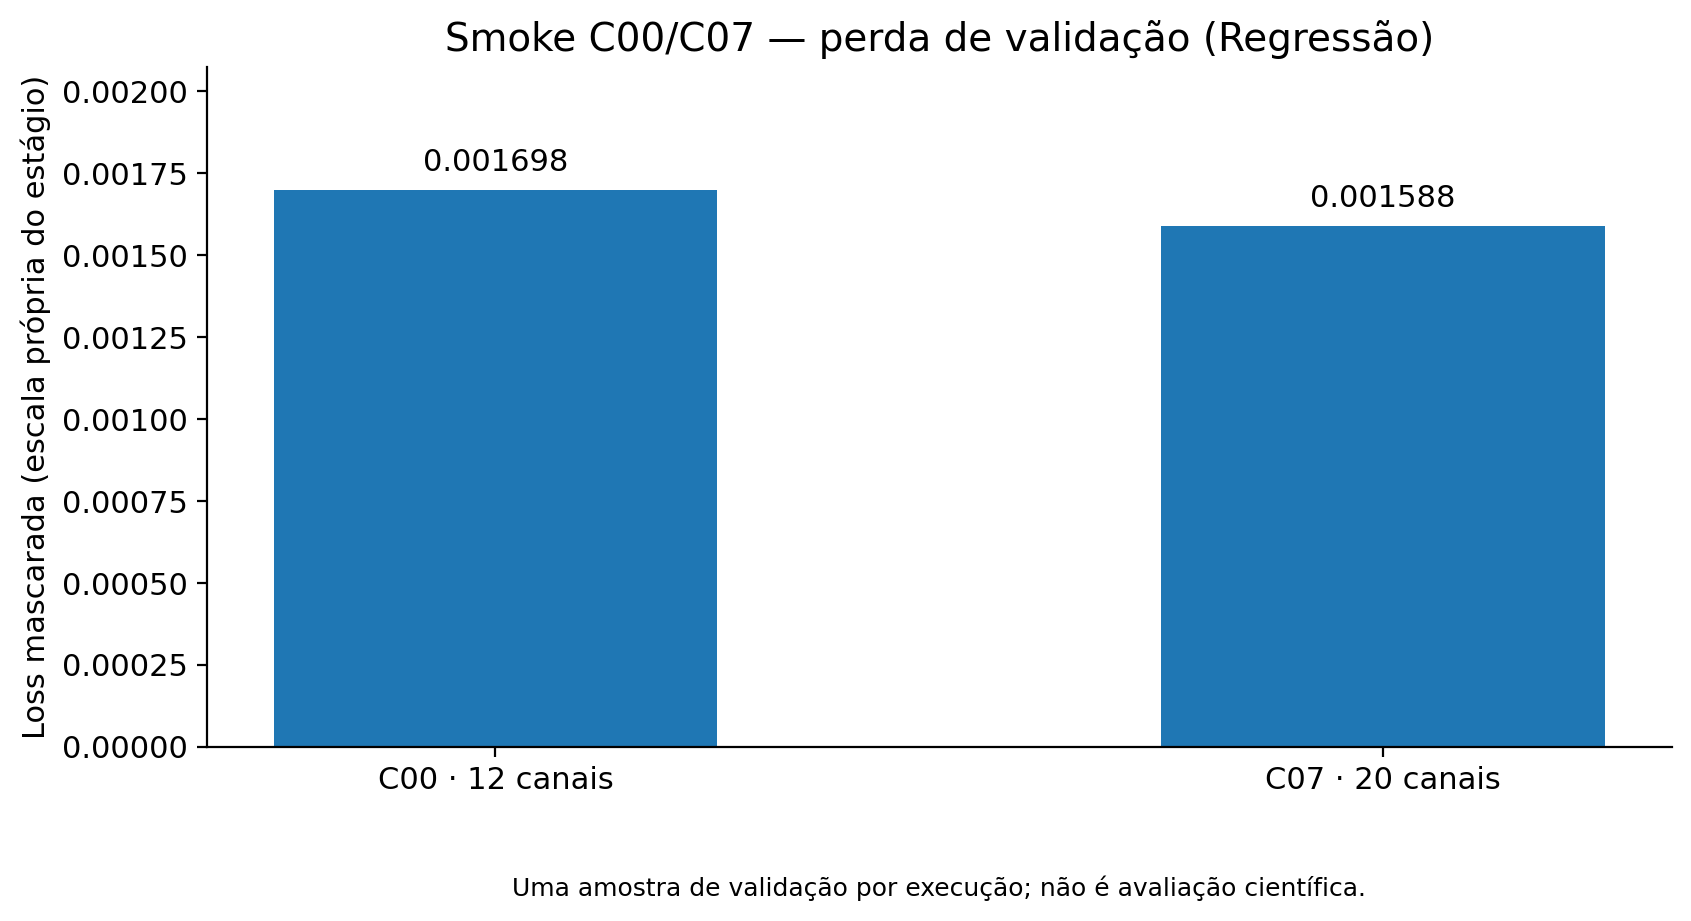 Smoke C00/C07 — perda de validação (Regressão)
Loss mascarada (escala própria do estágio)
0.00200
0.00175
0.00150
0.00125
0.00100
0.00075
0.00050
0.00025
0.00000
0.001698
0.001588
C00 · 12 canais
C07 · 20 canais
Uma amostra de validação por execução; não é avaliação científica.